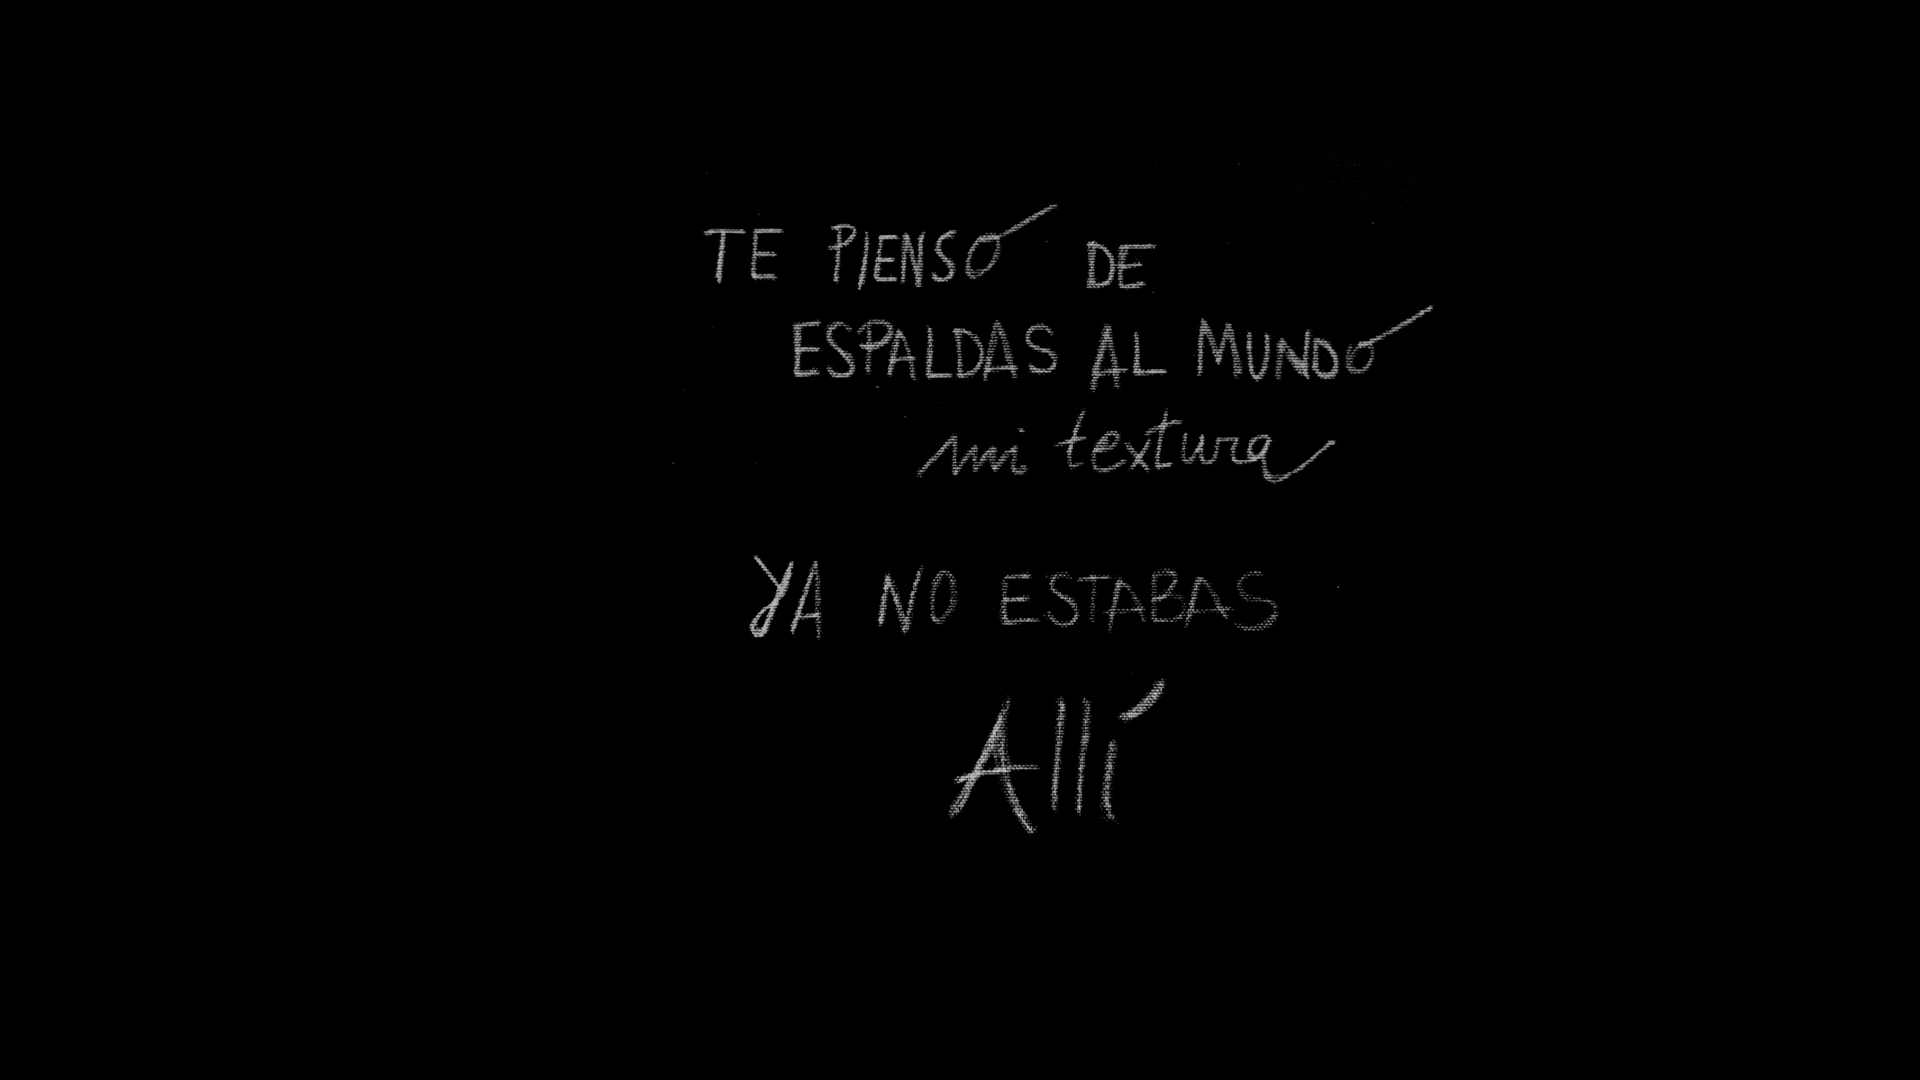 TE PIENSO DE
ESPALDAS AL MUNDO
mi textura
YA NO ESTABAS
Allí